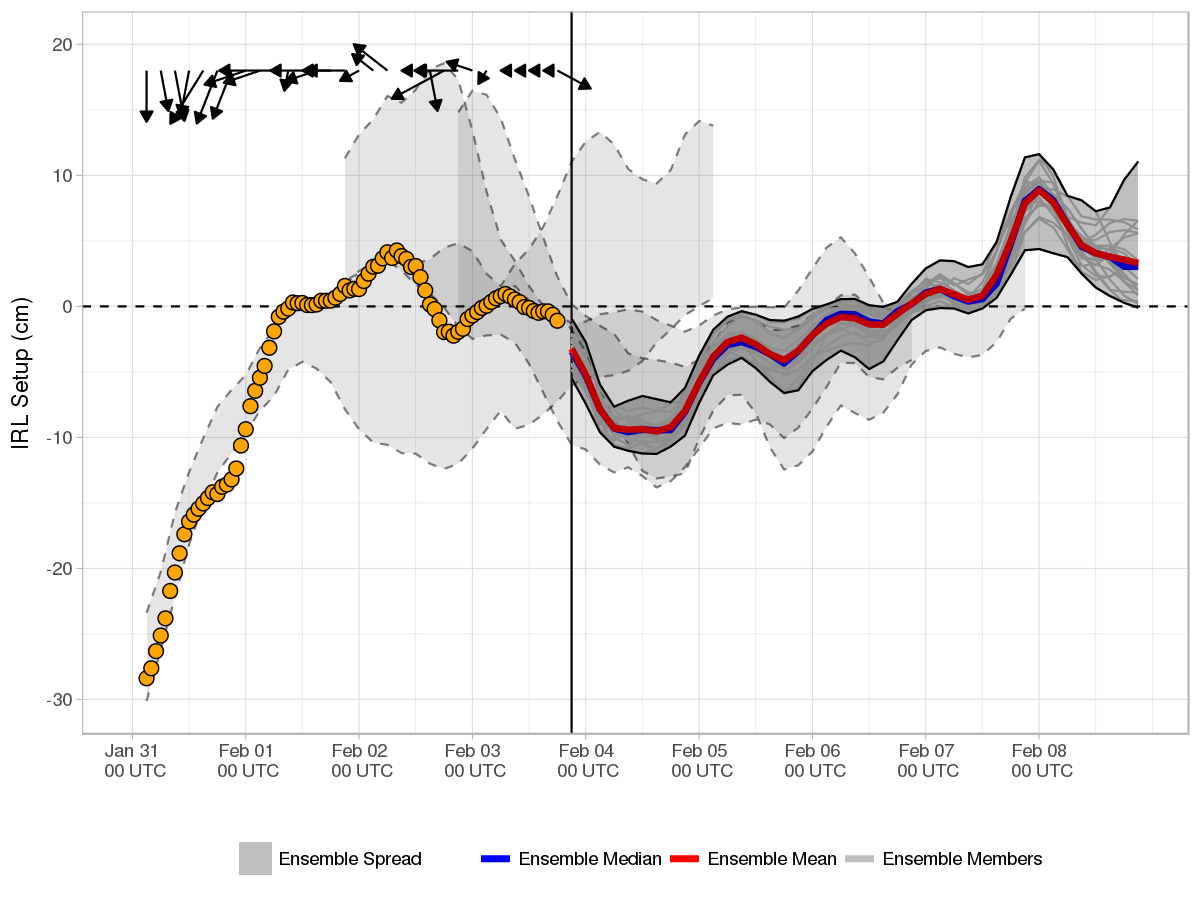 IRL Setup (cm)
20
10
0
-10
-20
-30
Jan 31 Feb 01 Feb 02 Feb 03 Feb 04 Feb 05 Feb 06 Feb 07 Feb 08
00 UTC 00 UTC 00 UTC 00 UTC 00 UTC 00 UTC 00 UTC 00 UTC 00 UTC
Ensemble Spread Ensemble Median Ensemble Mean Ensemble Members